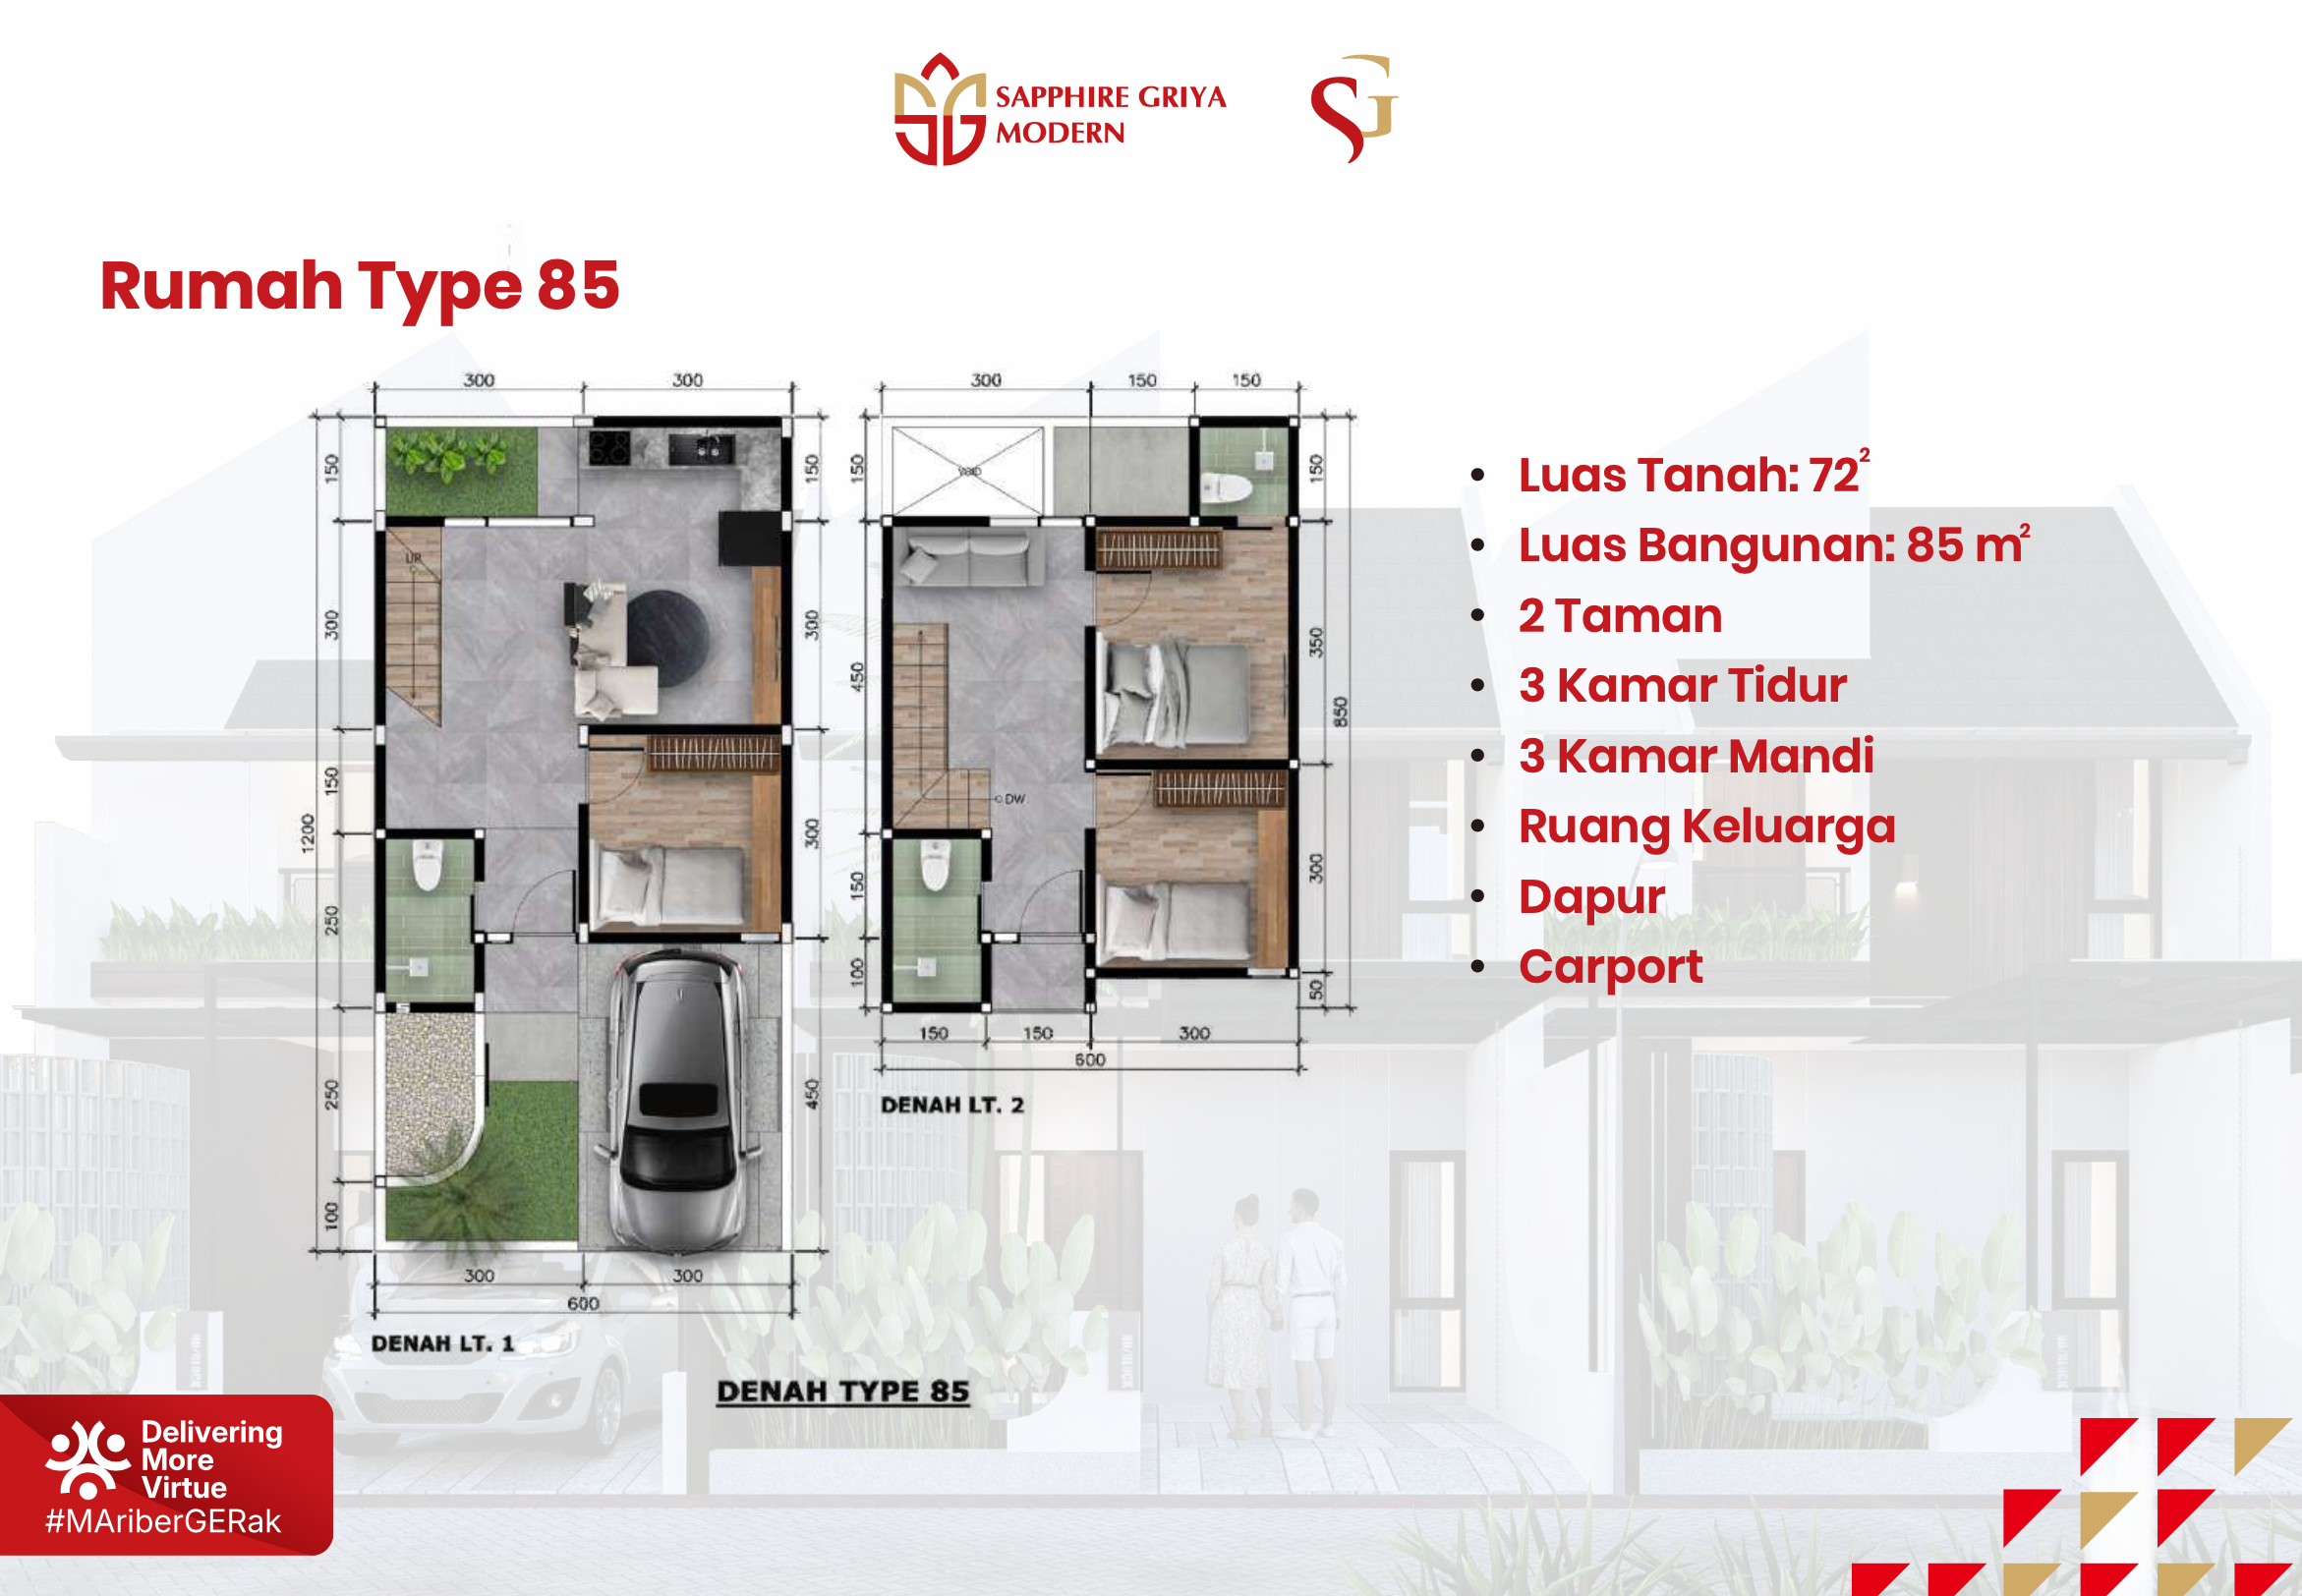 SAPPHIRE GRIYA
MODERN
SG
Rumah Type 85
300 300
150
300
150
250
250
100
1200
150
300
300
450
UP
300 300
600
DENAH LT. 1
300 150 150
150
450
150
100
VOID
DW
150
350
300
50
850
150 150 300
600
DENAH LT. 2
DENAH TYPE 85
• Luas Tanah: 72²
• Luas Bangunan: 85 m²
• 2 Taman
• 3 Kamar Tidur
• 3 Kamar Mandi
• Ruang Keluarga
• Dapur
• Carport
Delivering
More
Virtue
#MAriberGERak